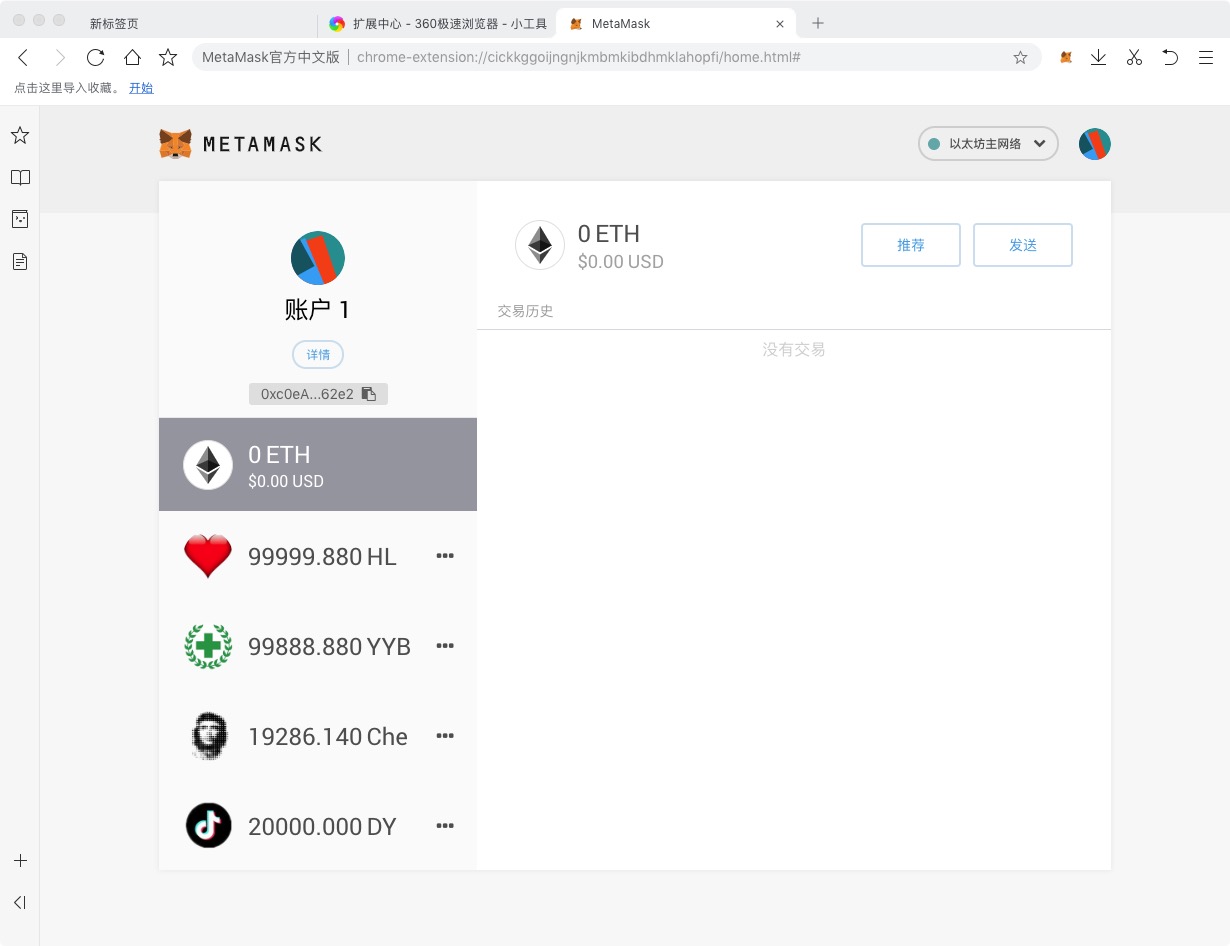 新标签页
扩展中心 - 360极速浏览器 - 小工具
MetaMask
MetaMask官方中文版
chrome-extension://cickkggoijngnjkmbmkibdhmklahopfi/home.html#
点击这里导入收藏。 开始
METAMASK
以太坊主网络
账户 1
详情
0xc0eA...62e2
0 ETH
$0.00 USD
99999.880 HL
99888.880 YYB
19286.140 Che
20000.000 DY
0 ETH
$0.00 USD
推荐
发送
交易历史
没有交易